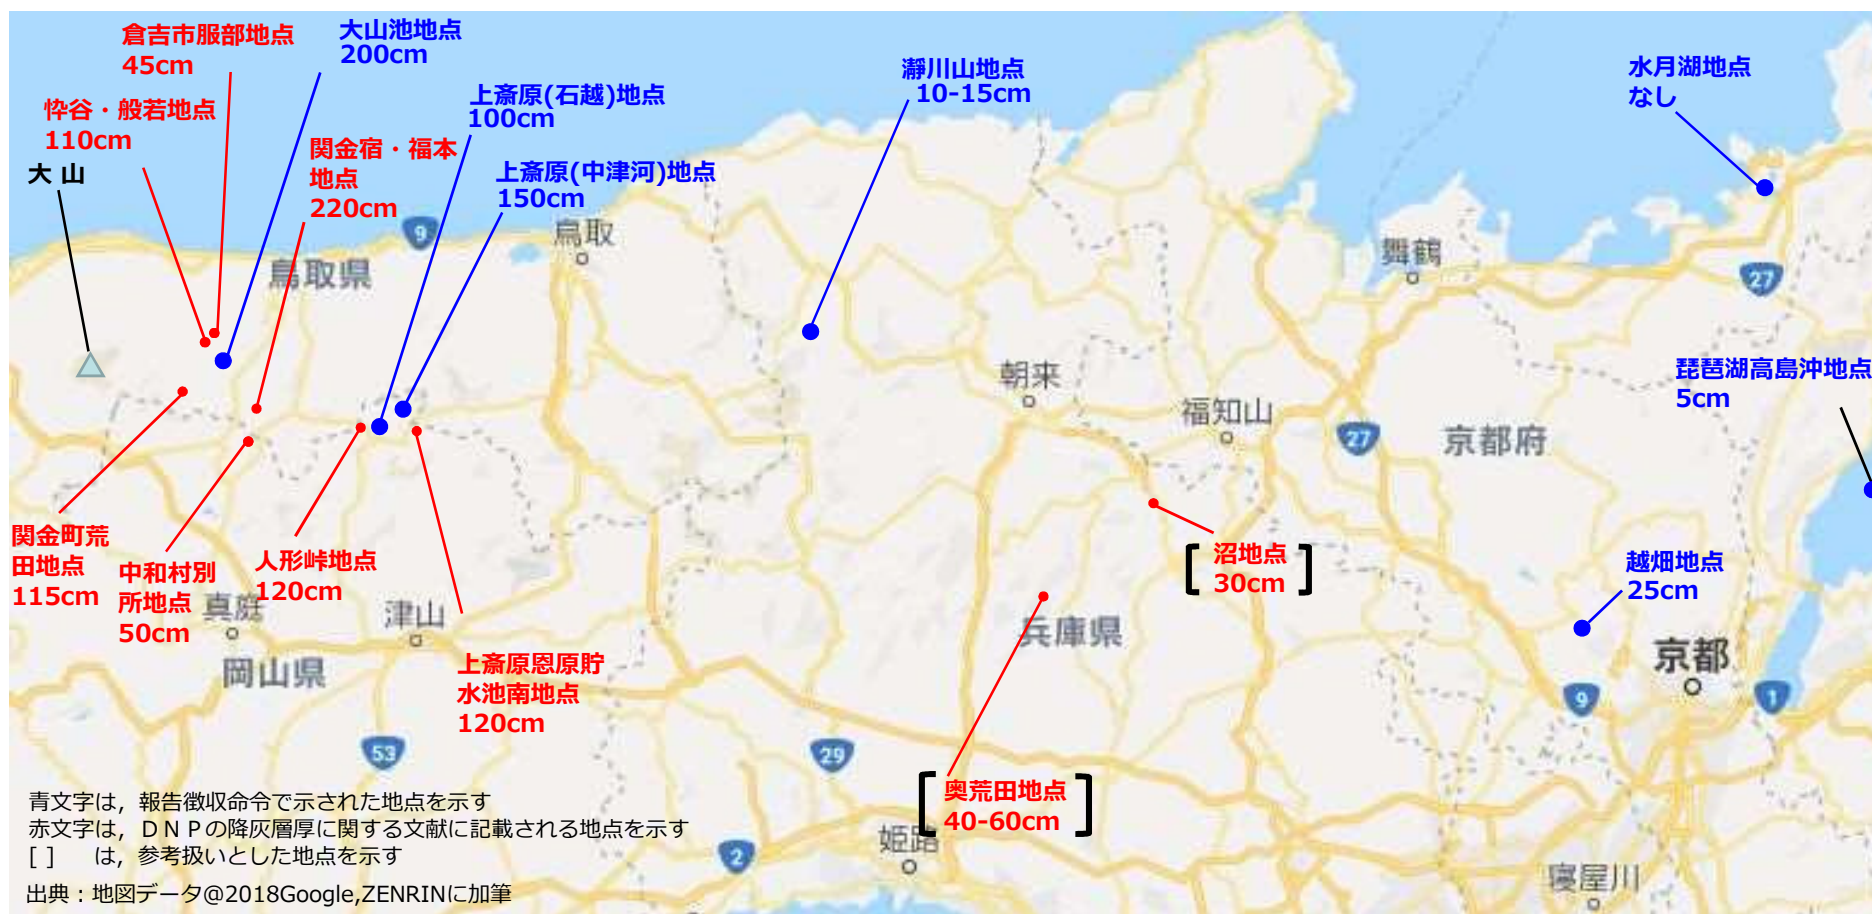 倉吉市服部地点
45cm
大山池地点
200cm
忰谷・般若地点
110cm
大 山
上斎原(石越)地点
100cm
関金宿・福本
地点
220cm
上斎原(中津河)地点
150cm
瀞川山地点
10-15cm
水月湖地点
なし
9
鳥取
鳥取県
舞鶴
27
朝来
福知山
27
京都府
琵琶湖高島沖地点
5cm
関金町荒
田地点
115cm
中和村別
所地点
50cm
人形峠地点
120cm
真庭
津山
岡山県
上斎原恩原貯
水池南地点
120cm
[ 沼地点
30cm ]
兵庫県
越畑地点
25cm
京都
9
1
53
29
[ 奥荒田地点
40-60cm ]
姫路
2
寝屋川
青文字は，報告徴収命令で示された地点を示す
赤文字は，ＤＮＰの降灰層厚に関する文献に記載される地点を示す
[ ] は，参考扱いとした地点を示す
出典：地図データ@2018Google,ZENRINに加筆